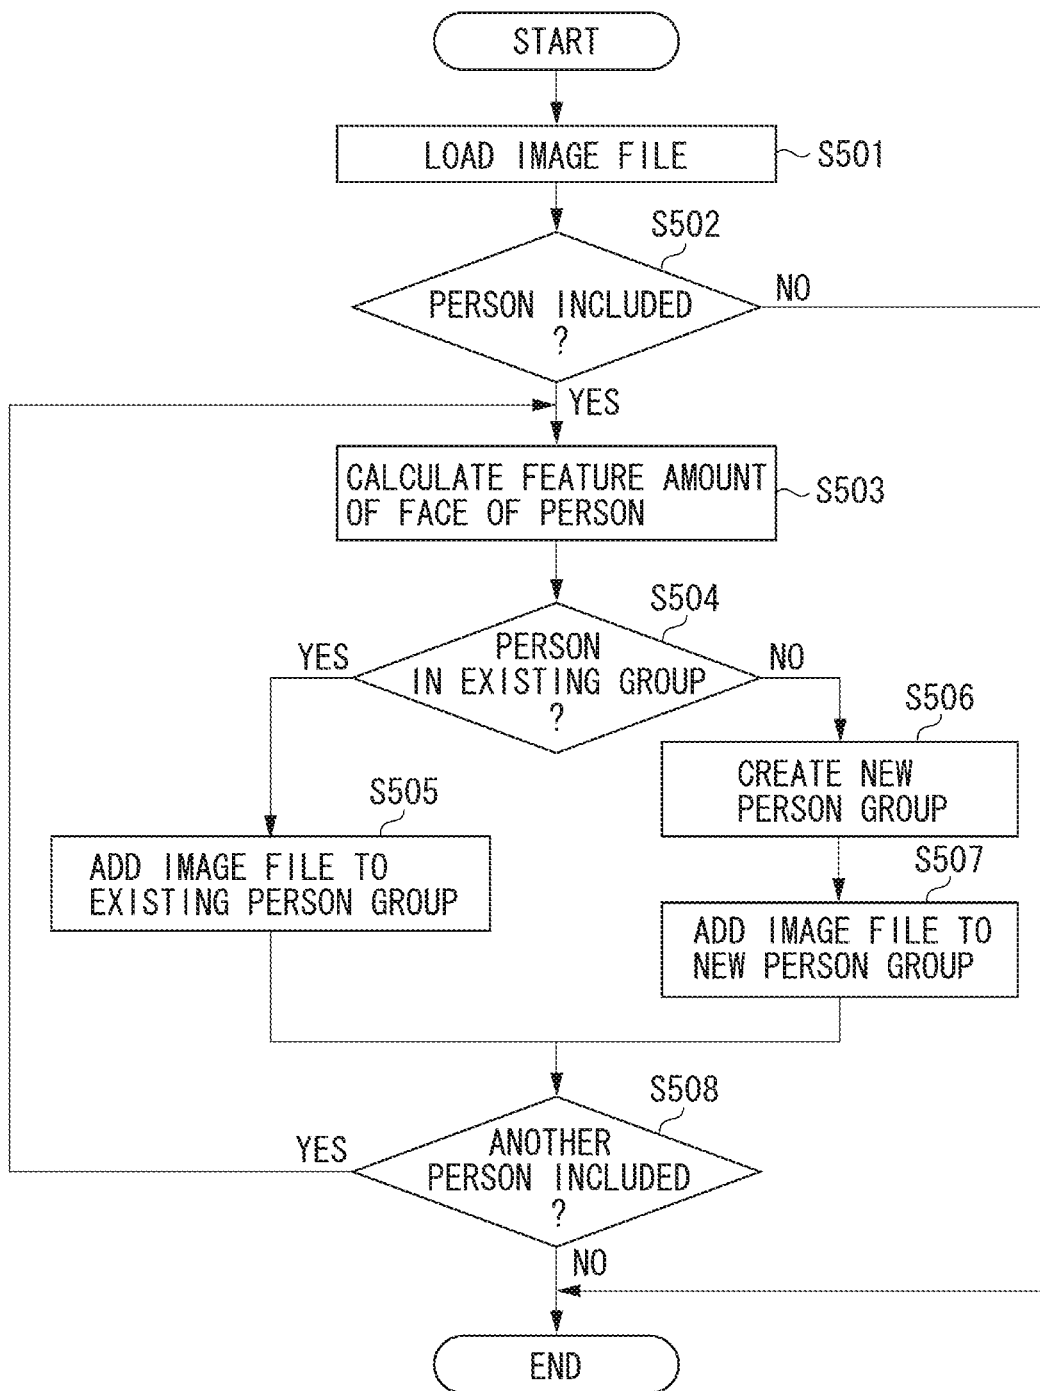 START
LOAD IMAGE FILE
S501
S502
PERSON INCLUDED
?
NO
YES
CALCULATE FEATURE AMOUNT
OF FACE OF PERSON
S503
S504
PERSON
IN EXISTING GROUP
?
YES
NO
S506
CREATE NEW
PERSON GROUP
S505
ADD IMAGE FILE TO
EXISTING PERSON GROUP
S507
ADD IMAGE FILE TO
NEW PERSON GROUP
S508
ANOTHER
PERSON INCLUDED
?
YES
NO
END